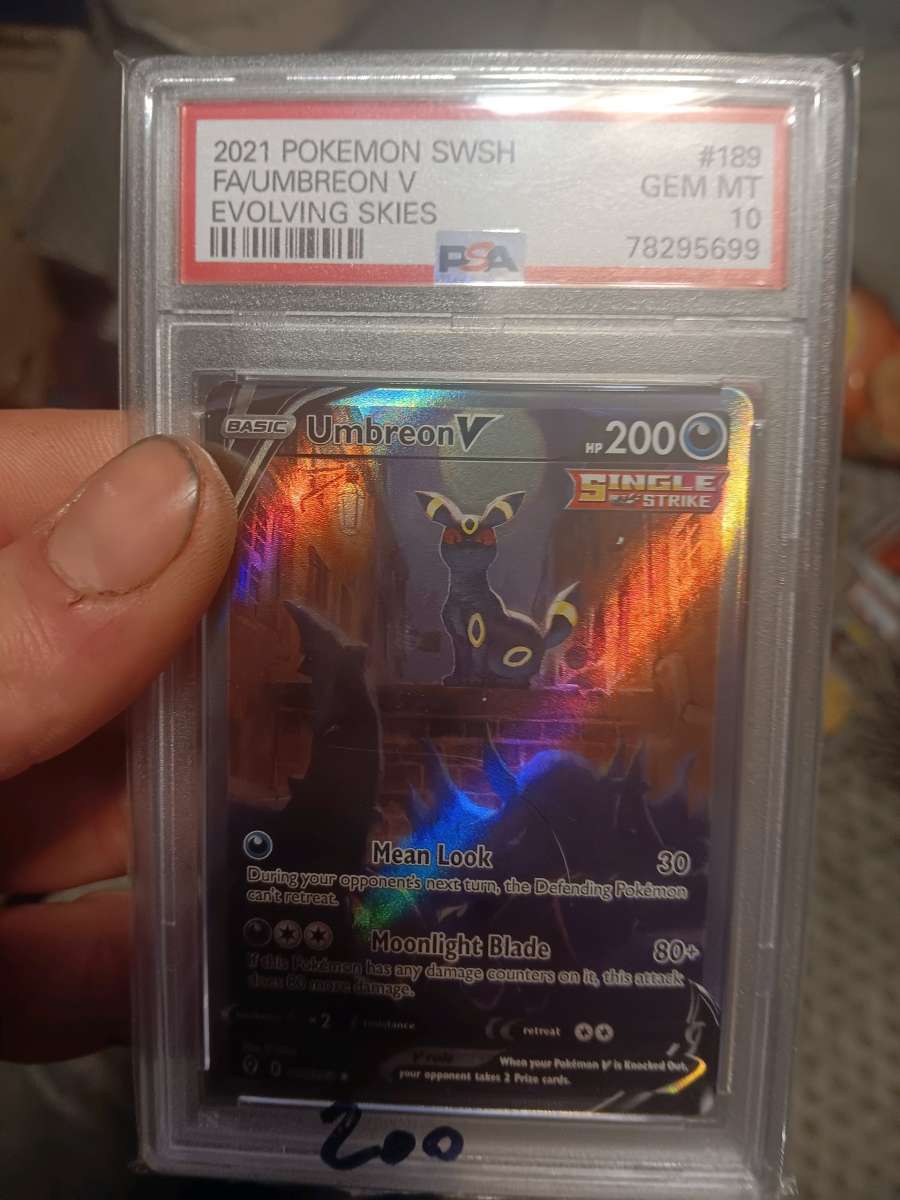 2021 POKEMON SWSH #189
FA/UMBREON V GEM MT
EVOLVING SKIES 10
PSA 78295699
BASIC Umbreon V HP 200
SINGLE
STRIKE
Mean Look 30
During your opponent's next turn, the Defending Pokémon
can't retreat.
Moonlight Blade 80+
If this Pokémon has any damage counters on it, this attack
does 80 more damage.
×2 resistance retreat
V rule When your Pokémon V is Knocked Out,
your opponent takes 2 Prize cards.
200